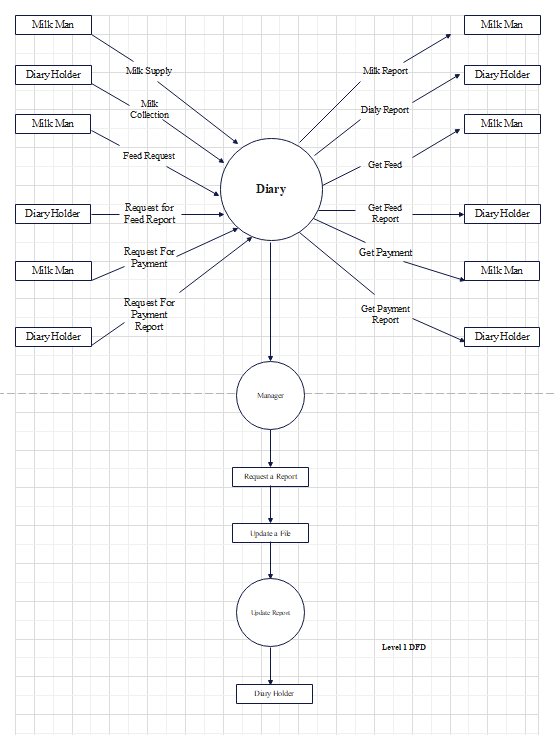 Milk Man
Milk Man
Milk Supply
Milk Report
Diary Holder
Diary Holder
Milk
Collection
Dialy Report
Milk Man
Milk Man
Feed Request
Get Feed
Diary
Diary Holder
Request for
Feed Report
Get Feed
Report
Diary Holder
Milk Man
Request For
Payment
Get Payment
Milk Man
Diary Holder
Request For
Payment
Report
Get Payment
Report
Diary Holder
Manager
Request a Report
Update a File
Update Report
Level 1 DFD
Diary Holder